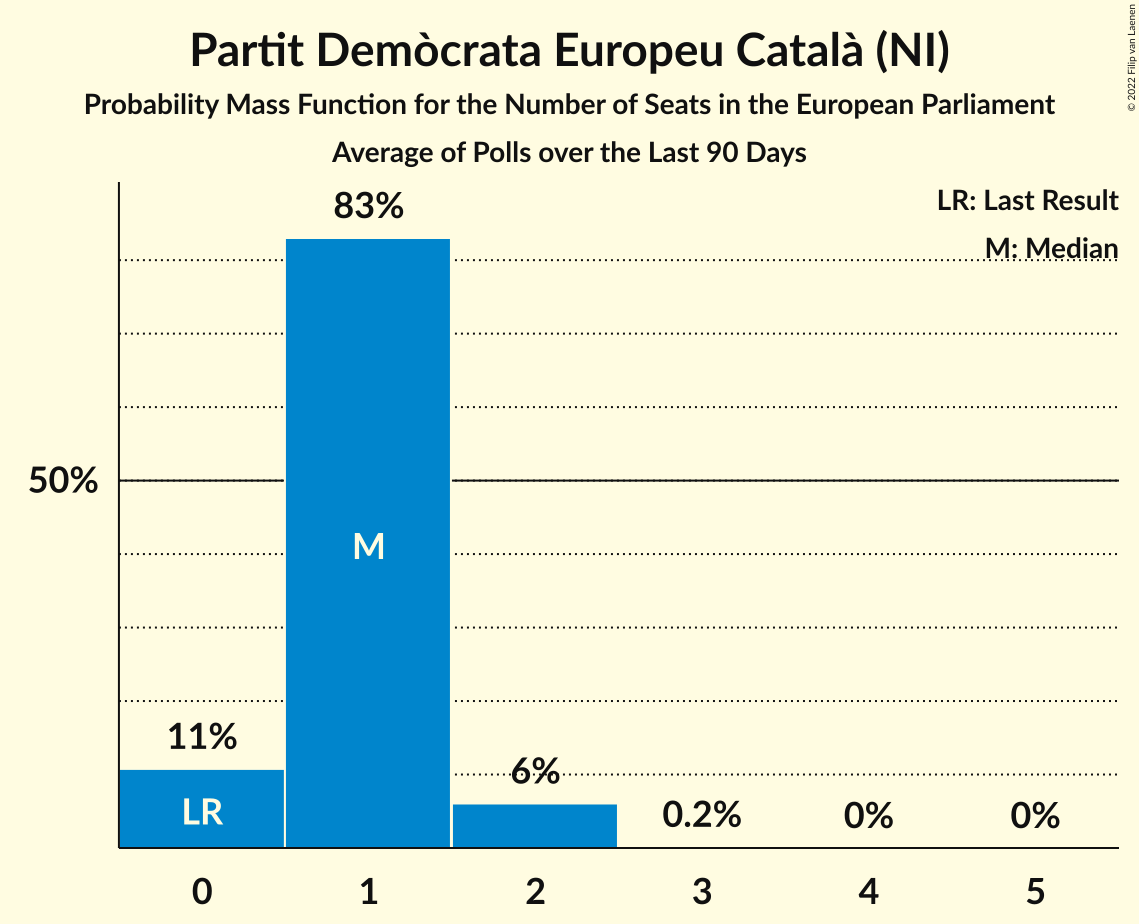 Partit Demòcrata Europeu Català (NI)
Probability Mass Function for the Number of Seats in the European Parliament
Average of Polls over the Last 90 Days
© 2022 Filip van Laenen
LR: Last Result
M: Median
83%
50%
M
11%
LR
6%
0.2%
0%
0%
0 1 2 3 4 5